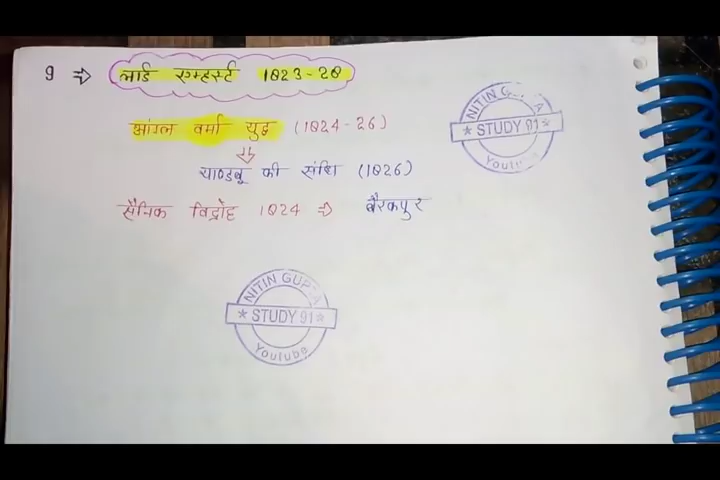 9 ⇒ लार्ड एम्हर्स्ट 1823-28
आंग्ल वर्मा युद्ध (1824-26)
⇓
याण्डबू की संधि (1826)
सैनिक विद्रोह 1824 ⇒ बैरकपुर
NITIN GUPTA
★ STUDY 91 ★
Youtube
NITIN GUPTA
★ STUDY 91 ★
Youtube